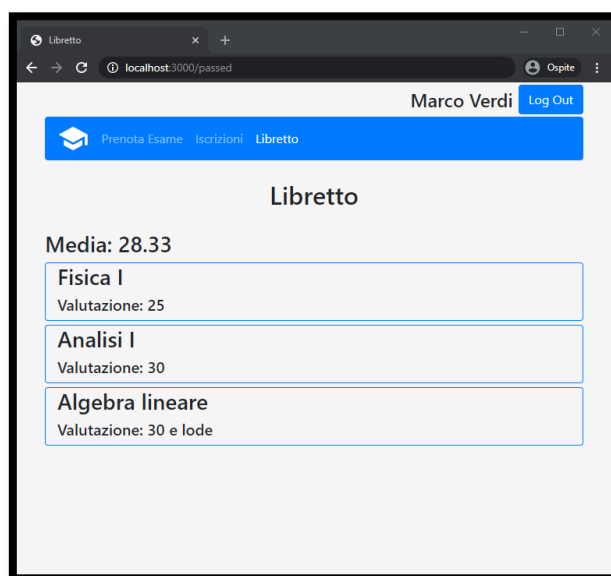 Libretto
localhost:3000/passed
Ospite
Marco Verdi Log Out
Prenota Esame Iscrizioni Libretto
Libretto
Media: 28.33
Fisica I
Valutazione: 25
Analisi I
Valutazione: 30
Algebra lineare
Valutazione: 30 e lode